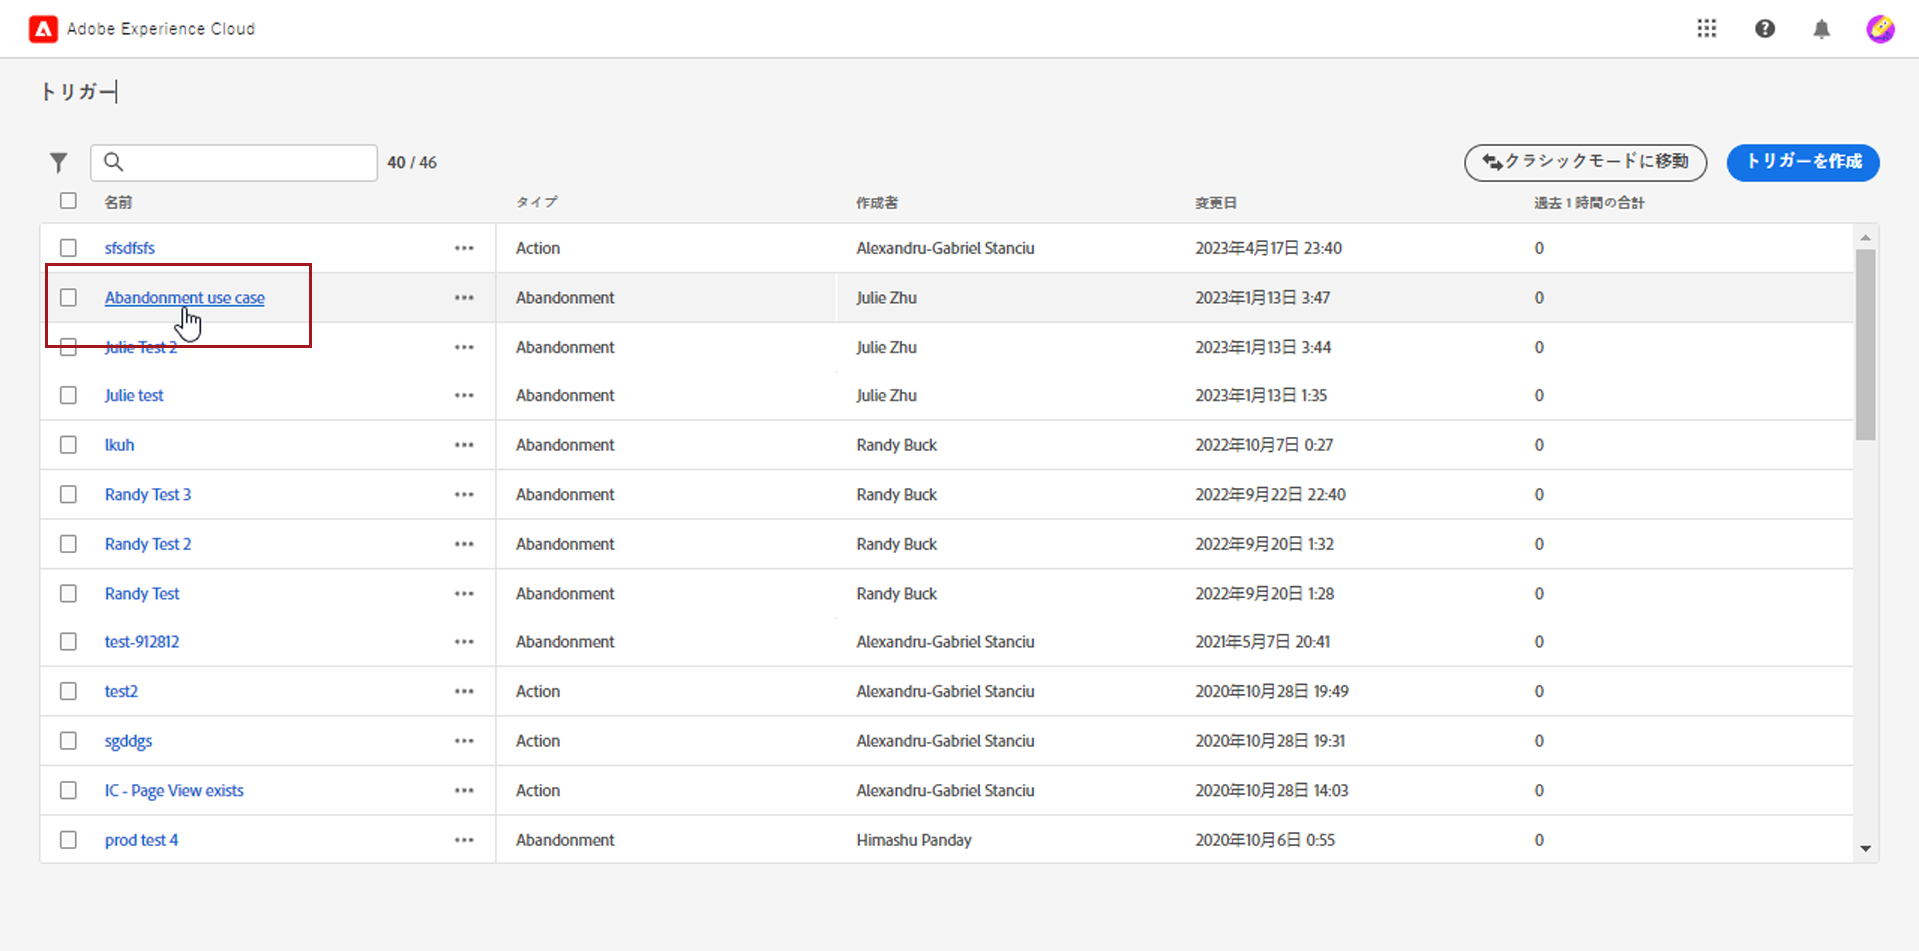 Adobe Experience Cloud
トリガー
40 / 46
クラシックモードに移動
トリガーを作成
名前 タイプ 作成者 変更日 過去 1 時間の合計
sfsdfsfs ••• Action Alexandru-Gabriel Stanciu 2023年4月17日 23:40 0
Abandonment use case ••• Abandonment Julie Zhu 2023年1月13日 3:47 0
Julie Test 2 ••• Abandonment Julie Zhu 2023年1月13日 3:44 0
Julie test ••• Abandonment Julie Zhu 2023年1月13日 1:35 0
lkuh ••• Abandonment Randy Buck 2022年10月7日 0:27 0
Randy Test 3 ••• Abandonment Randy Buck 2022年9月22日 22:40 0
Randy Test 2 ••• Abandonment Randy Buck 2022年9月20日 1:32 0
Randy Test ••• Abandonment Randy Buck 2022年9月20日 1:28 0
test-912812 ••• Abandonment Alexandru-Gabriel Stanciu 2021年5月7日 20:41 0
test2 ••• Action Alexandru-Gabriel Stanciu 2020年10月28日 19:49 0
sgddgs ••• Action Alexandru-Gabriel Stanciu 2020年10月28日 19:31 0
IC - Page View exists ••• Action Alexandru-Gabriel Stanciu 2020年10月28日 14:03 0
prod test 4 ••• Abandonment Himashu Panday 2020年10月6日 0:55 0